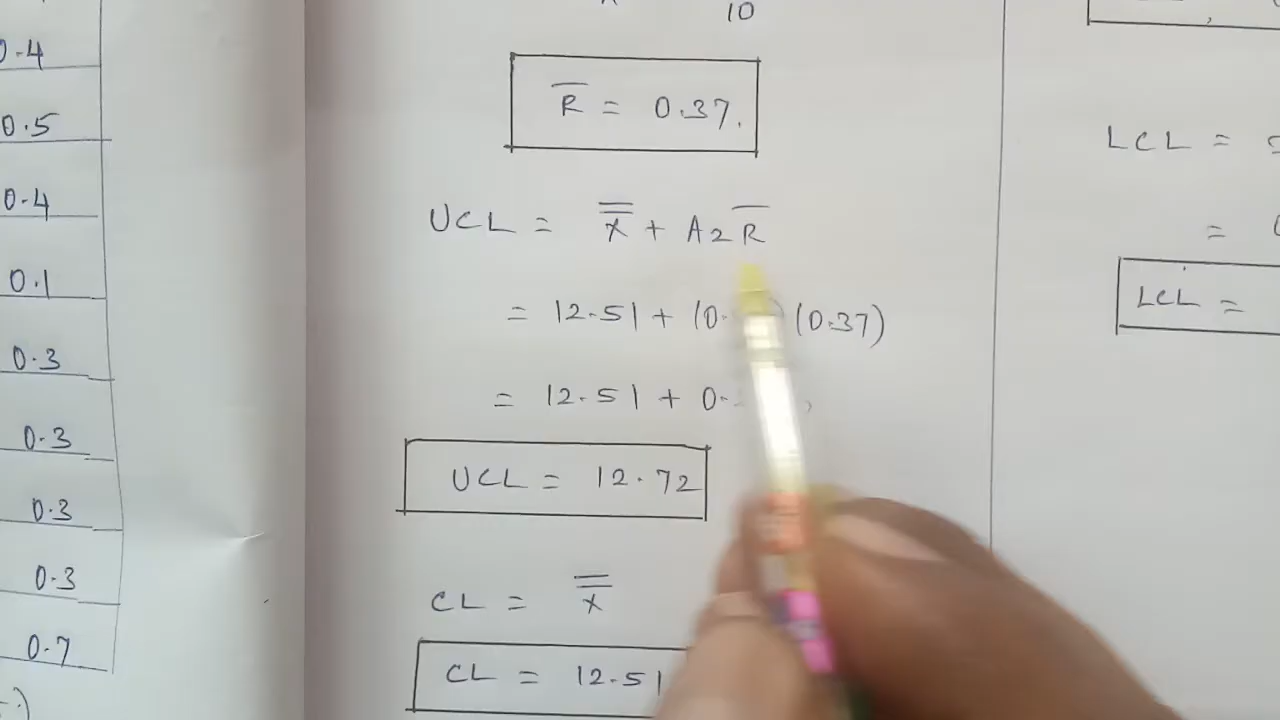 0.4
0.5
0.4
0.1
0.3
0.3
0.3
0.3
0.7
10
R̅ = 0.37.
UCL = X̿ + A2 R̅
= 12.51 + (0. ) (0.37)
= 12.51 + 0.
UCL = 12.72
CL = X̿
CL = 12.51
LCL =
=
LCL =